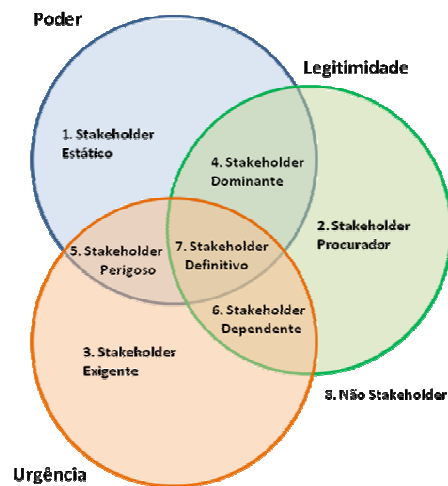 Poder
Legitimidade
1. Stakeholder
Estático
4. Stakeholder
Dominante
2. Stakeholder
Procurador
5. Stakeholder
Perigoso
7. Stakeholder
Definitivo
6. Stakeholder
Dependente
3. Stakeholder
Exigente
8. Não Stakeholder
Urgência